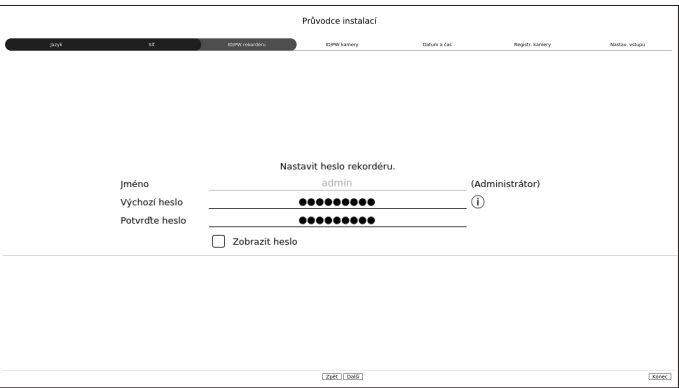 Průvodce instalací
Jazyk Síť ID/PW rekordéru ID/PW kamery Datum a čas Registr. kamery Nastav. vstupu
Nastavit heslo rekordéru.
Jméno admin (Administrátor)
Výchozí heslo ●●●●●●●●● i
Potvrďte heslo ●●●●●●●●●
Zobrazit heslo
Zpět Další Konec